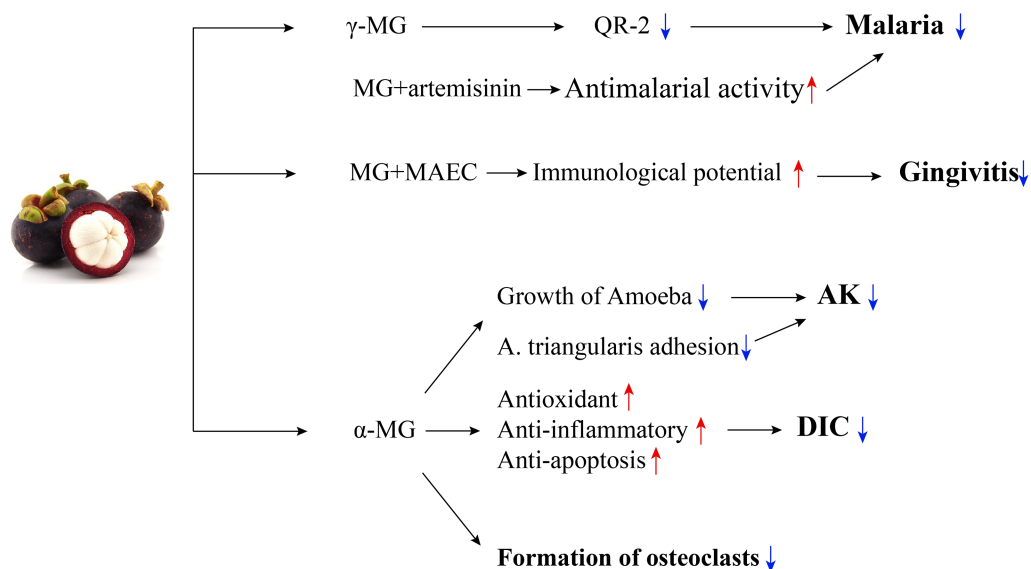 γ-MG QR-2 ↓ Malaria ↓
MG+artemisinin Antimalarial activity ↑
MG+MAEC Immunological potential ↑ Gingivitis ↓
Growth of Amoeba ↓ AK ↓
A. triangularis adhesion ↓
Antioxidant ↑
α-MG Anti-inflammatory ↑ DIC ↓
Anti-apoptosis ↑
Formation of osteoclasts ↓